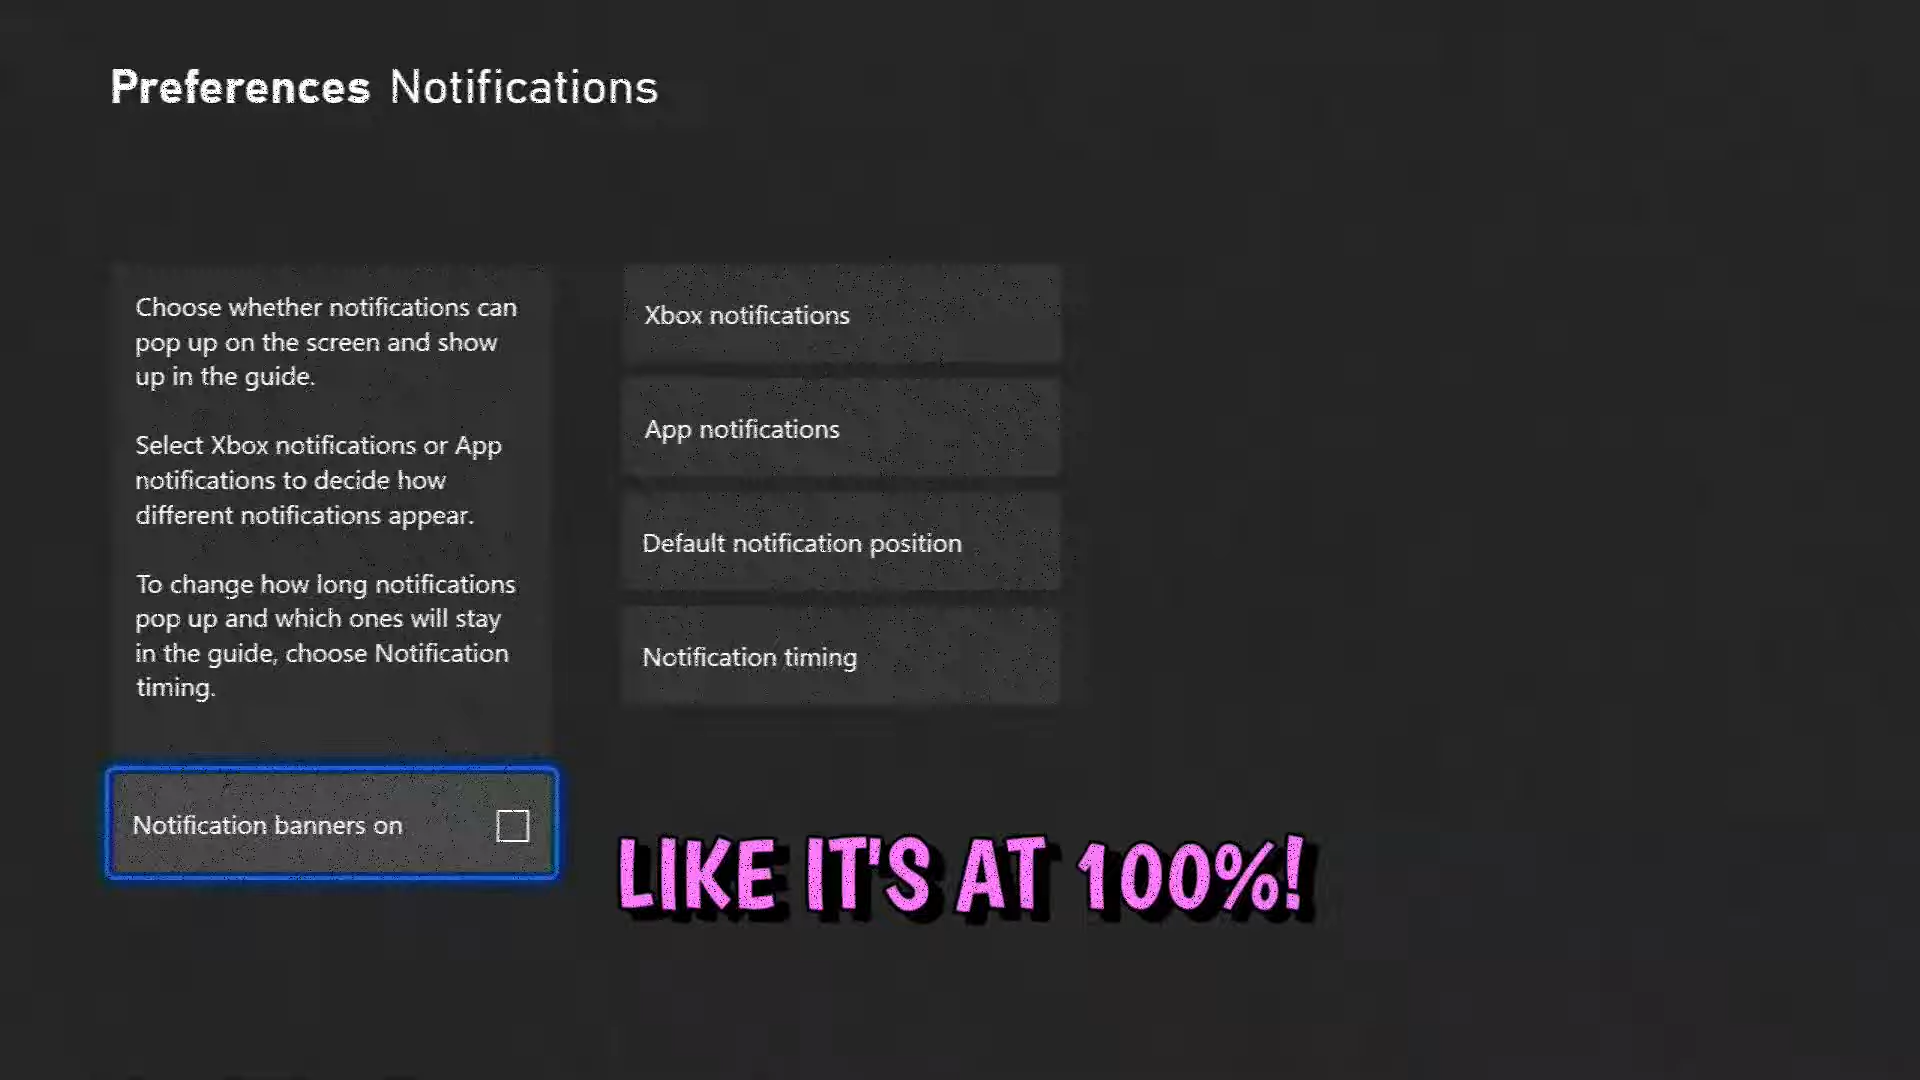 Preferences Notifications
Choose whether notifications can
pop up on the screen and show
up in the guide.
Select Xbox notifications or App
notifications to decide how
different notifications appear.
To change how long notifications
pop up and which ones will stay
in the guide, choose Notification
timing.
Notification banners on
Xbox notifications
App notifications
Default notification position
Notification timing
LIKE IT'S AT 100%!